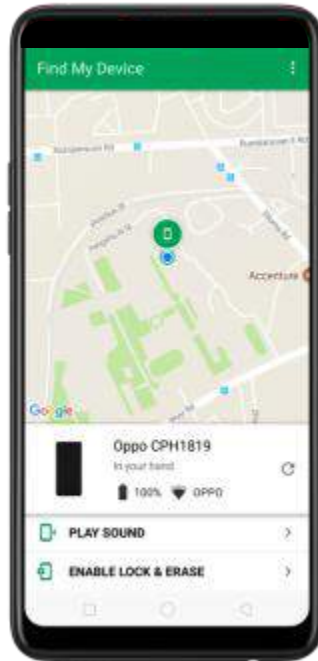 Find My Device
Accenture
Google
Oppo CPH1819
In your hand
100% OPPO
PLAY SOUND
ENABLE LOCK & ERASE